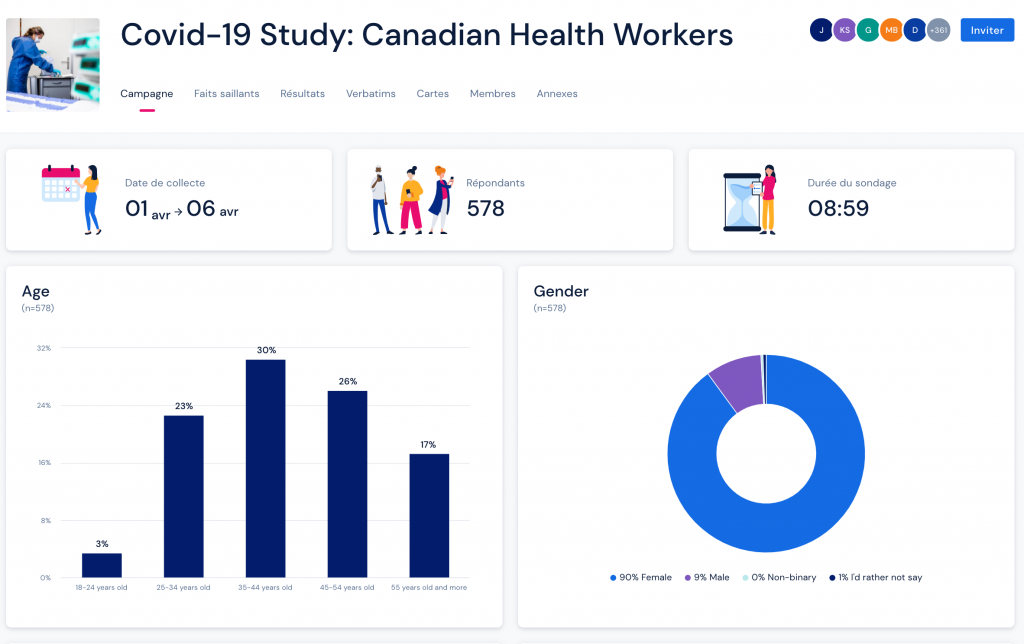 Covid-19 Study: Canadian Health Workers
J KS G MB D +361
Inviter
Campagne Faits saillants Résultats Verbatims Cartes Membres Annexes
Date de collecte
01 avr → 06 avr
Répondants
578
Durée du sondage
08:59
Age
(n=578)
32%
24%
16%
8%
0%
3%
23%
30%
26%
17%
18-24 years old 25-34 years old 35-44 years old 45-54 years old 55 years old and more
Gender
(n=578)
90% Female 9% Male 0% Non-binary 1% I'd rather not say